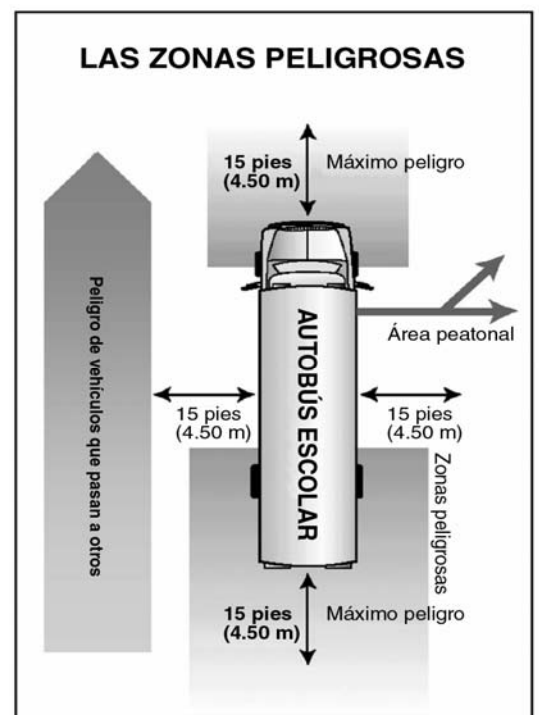 LAS ZONAS PELIGROSAS
15 pies
(4.50 m)
Máximo peligro
Peligro de vehículos que pasan a otros
AUTOBÚS ESCOLAR
Área peatonal
15 pies
(4.50 m)
15 pies
(4.50 m)
Zonas peligrosas
15 pies
(4.50 m)
Máximo peligro